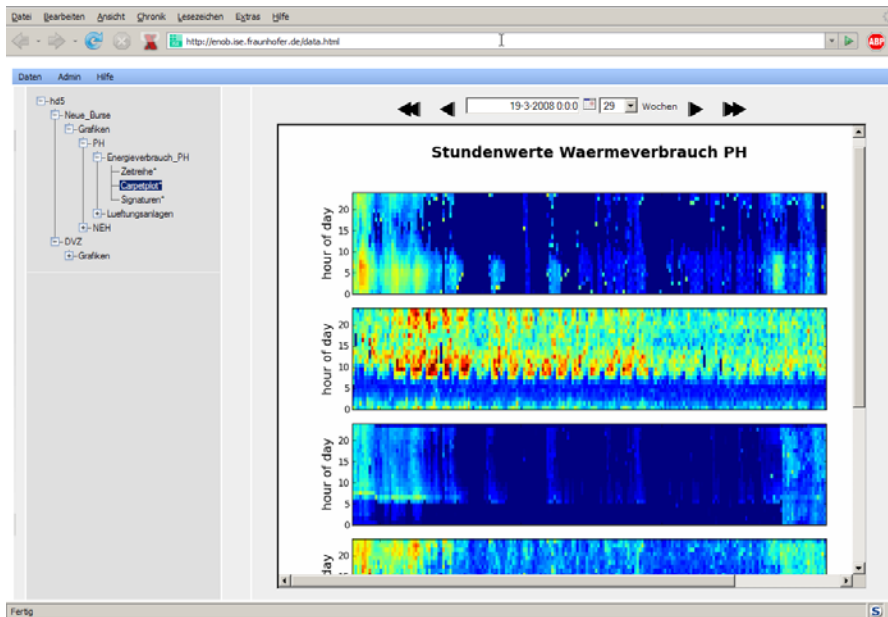 Datei Bearbeiten Ansicht Chronik Lesezeichen Extras Hilfe
http://enob.ise.fraunhofer.de/data.html
ABP
Daten Admin Hilfe
hd5
Neue_Burse
Grafiken
PH
Energieverbrauch_PH
Zeitreihe*
Carpetplot*
Signaturen*
Lueftungsanlagen
NEH
DVZ
Grafiken
19-3-2008 0:0:0 29 Wochen
Stundenwerte Waermeverbrauch PH
hour of day
20
15
10
5
0
hour of day
20
15
10
5
0
hour of day
20
15
10
5
0
day
20
15
Fertig
S